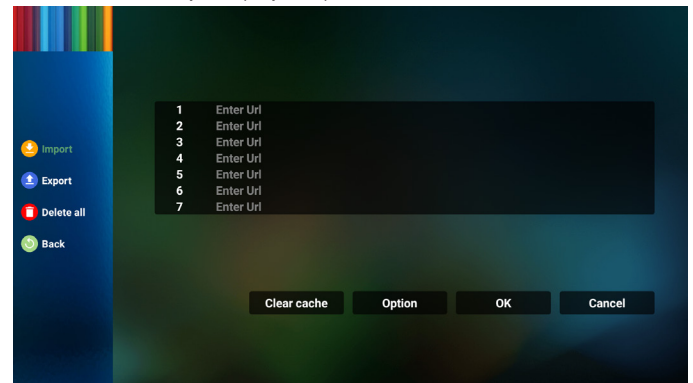 Import
Export
Delete all
Back
1 Enter Url
2 Enter Url
3 Enter Url
4 Enter Url
5 Enter Url
6 Enter Url
7 Enter Url
Clear cache Option OK Cancel